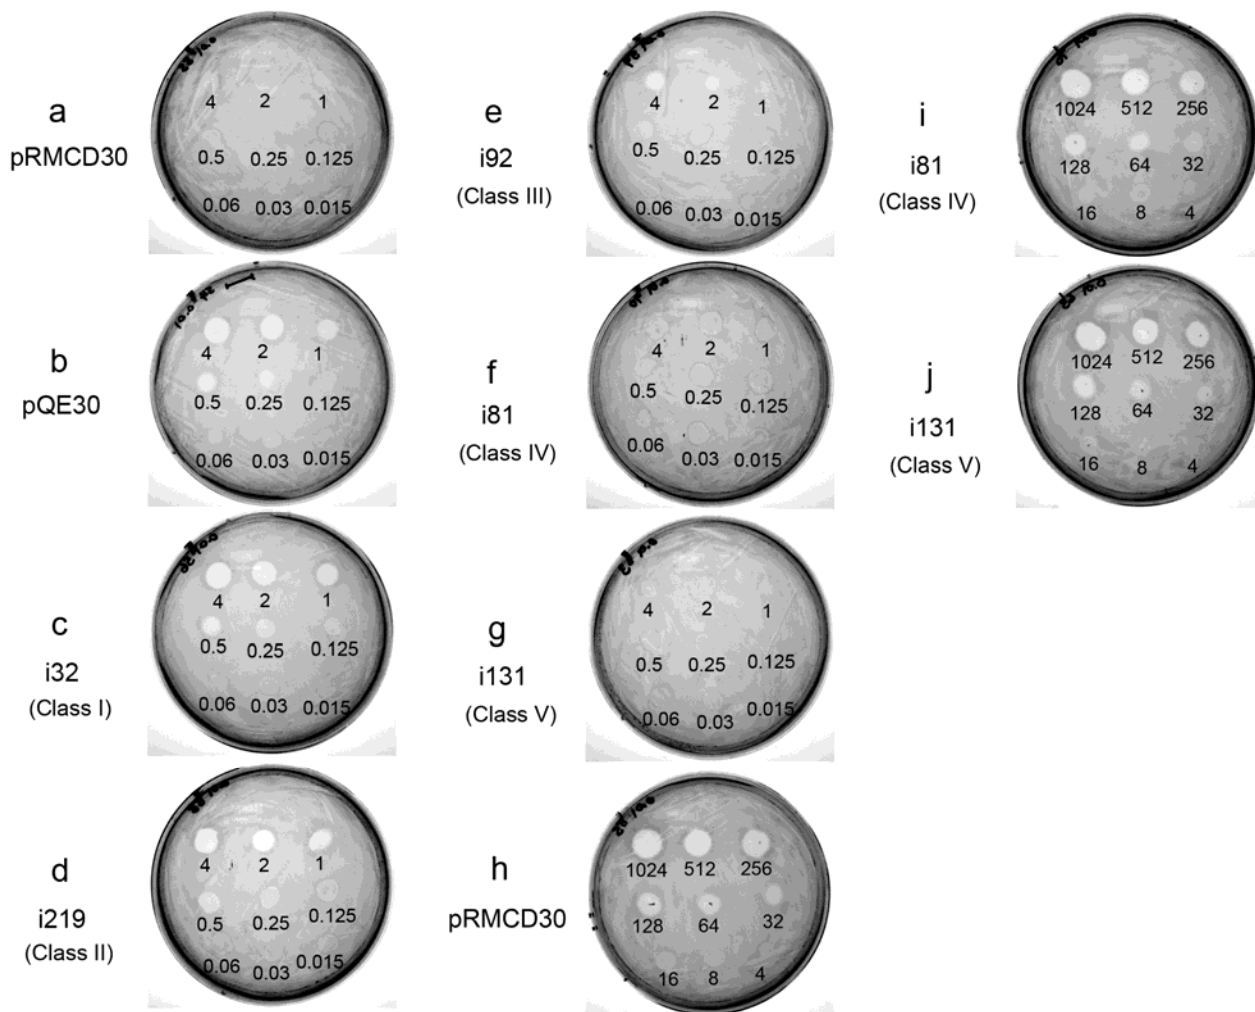 a
pRMCD30
4 2 1
0.5 0.25 0.125
0.06 0.03 0.015
b
pQE30
4 2 1
0.5 0.25 0.125
0.06 0.03 0.015
c
i32
(Class I)
4 2 1
0.5 0.25 0.125
0.06 0.03 0.015
d
i219
(Class II)
4 2 1
0.5 0.25 0.125
0.06 0.03 0.015
e
i92
(Class III)
4 2 1
0.5 0.25 0.125
0.06 0.03 0.015
f
i81
(Class IV)
4 2 1
0.5 0.25 0.125
0.06 0.03 0.015
g
i131
(Class V)
4 2 1
0.5 0.25 0.125
0.06 0.03 0.015
h
pRMCD30
1024 512 256
128 64 32
16 8 4
i
i81
(Class IV)
1024 512 256
128 64 32
16 8 4
j
i131
(Class V)
1024 512 256
128 64 32
16 8 4